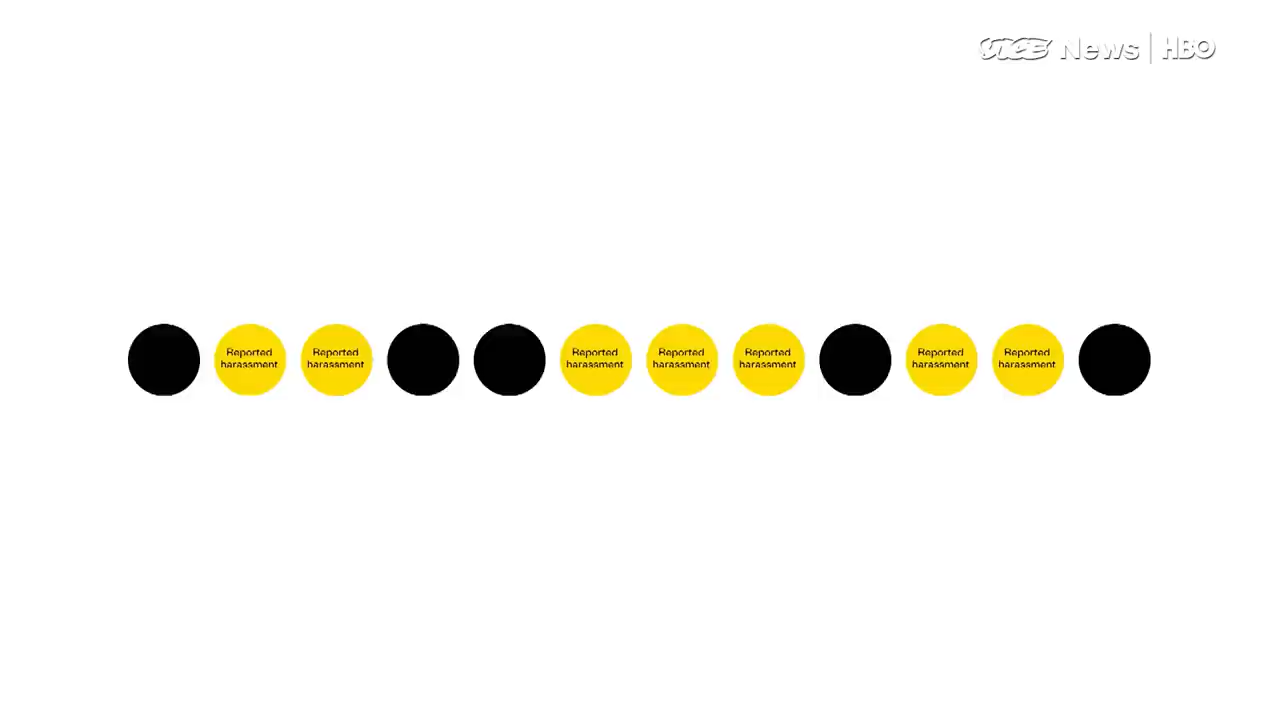 VICE News | HBO
Reported
harassment
Reported
harassment
Reported
harassment
Reported
harassment
Reported
harassment
Reported
harassment
Reported
harassment